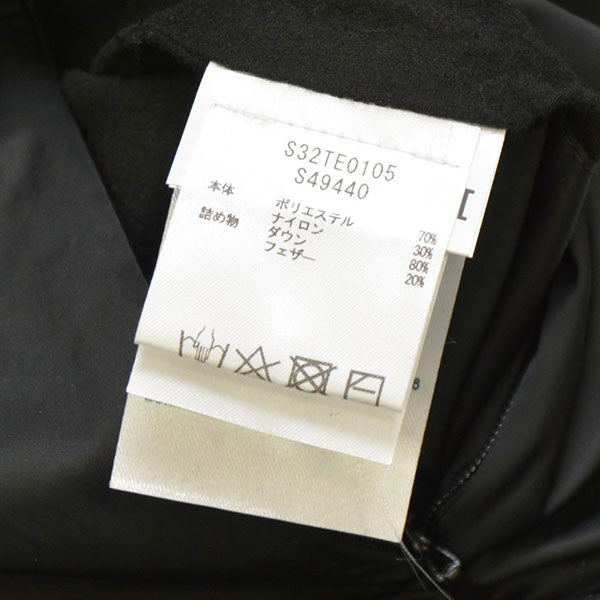 S32TE0105
S49440
本体 ポリエステル 70%
ナイロン 30%
詰め物 ダウン 80%
フェザー 20%